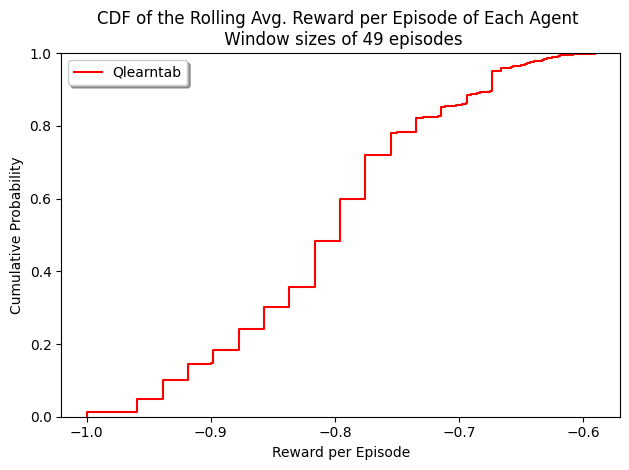 CDF of the Rolling Avg. Reward per Episode of Each Agent
Window sizes of 49 episodes
Qlearntab
1.0
0.8
0.6
0.4
0.2
0.0
Cumulative Probability
−1.0
−0.9
−0.8
−0.7
−0.6
Reward per Episode